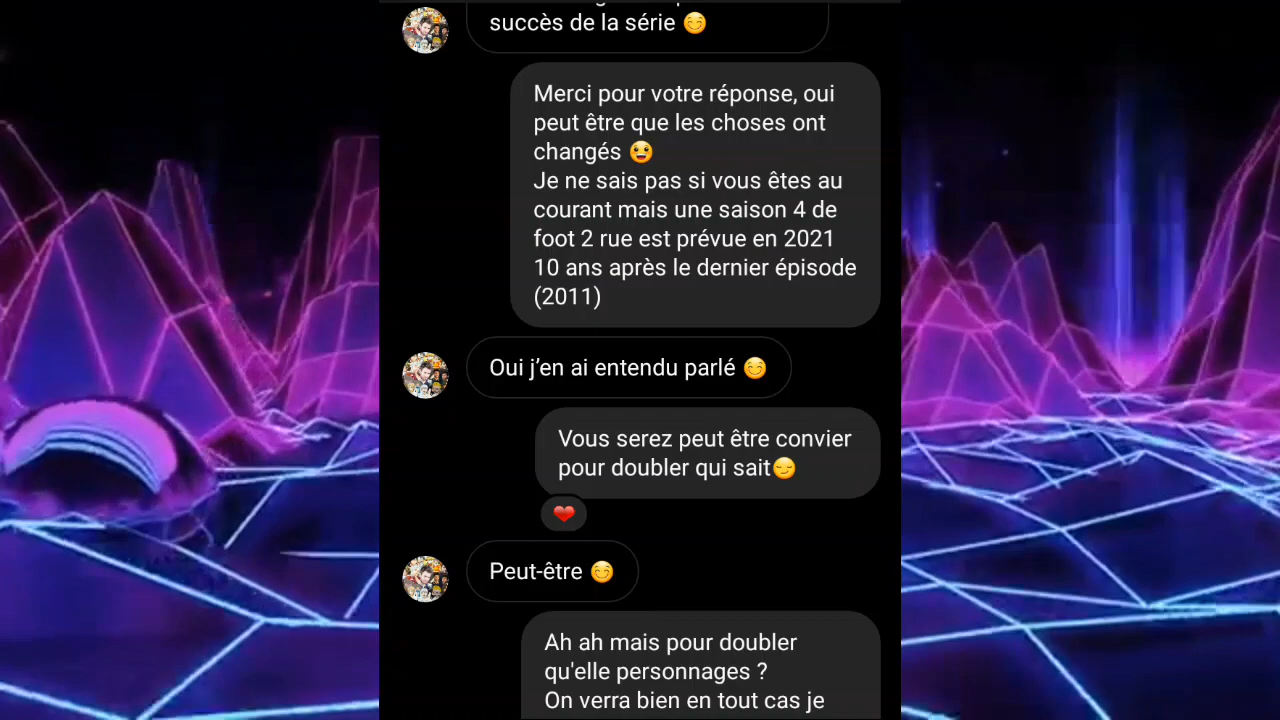 succès de la série 😊
Merci pour votre réponse, oui
peut être que les choses ont
changés 😀
Je ne sais pas si vous êtes au
courant mais une saison 4 de
foot 2 rue est prévue en 2021
10 ans après le dernier épisode
(2011)
Oui j’en ai entendu parlé 😊
Vous serez peut être convier
pour doubler qui sait😏
❤️
Peut-être 😊
Ah ah mais pour doubler
qu'elle personnages ?
On verra bien en tout cas je